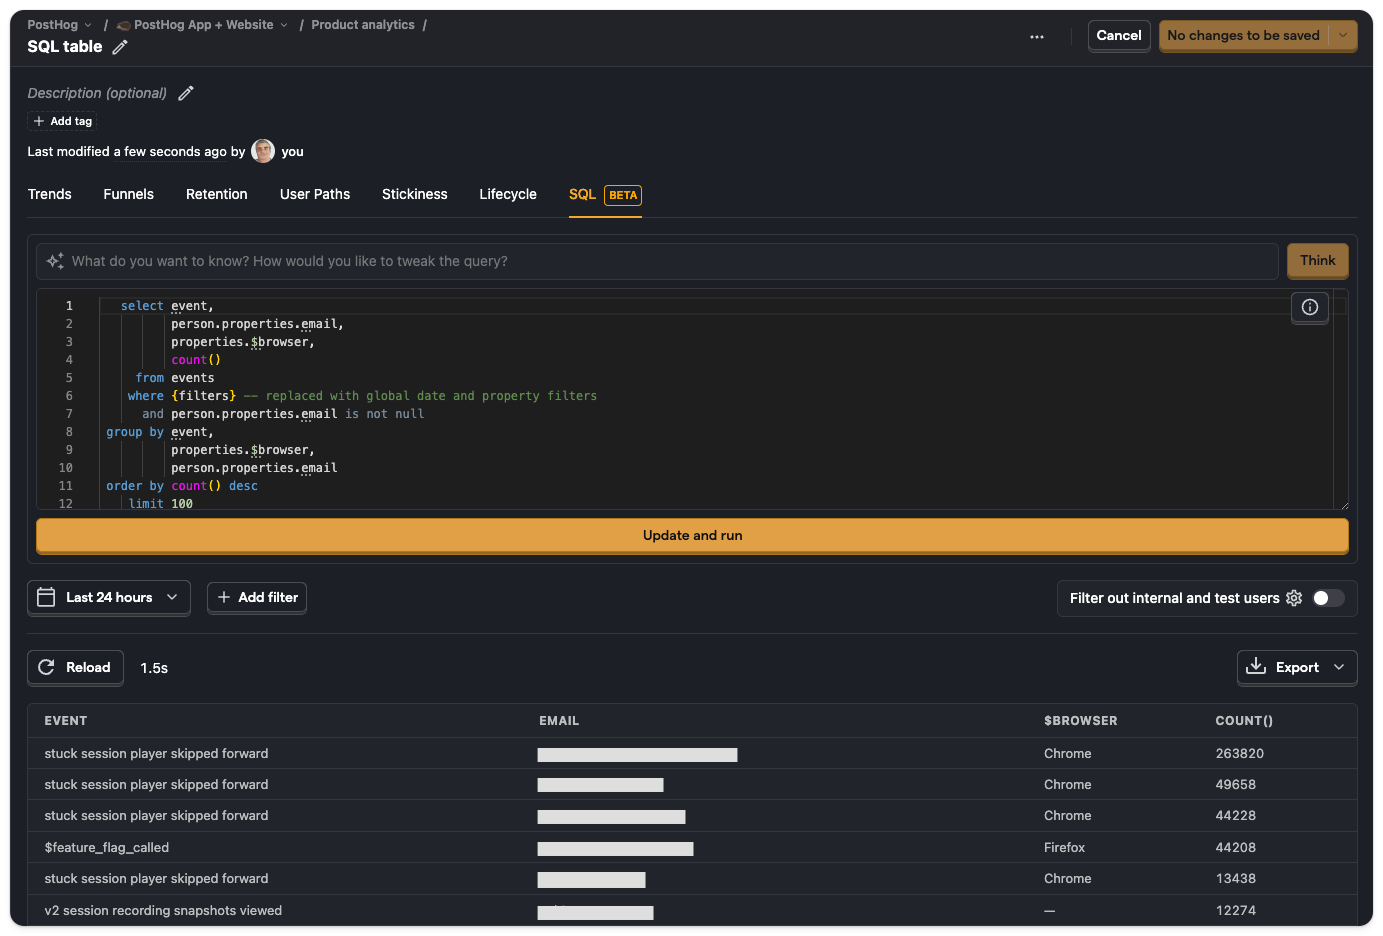 PostHog / PostHog App + Website / Product analytics /
SQL table
Cancel
No changes to be saved
Description (optional)
Add tag
Last modified a few seconds ago by you
Trends Funnels Retention User Paths Stickiness Lifecycle SQL BETA
What do you want to know? How would you like to tweak the query?
Think
1 select event,
2 person.properties.email,
3 properties.$browser,
4 count()
5 from events
6 where {filters} -- replaced with global date and property filters
7 and person.properties.email is not null
8 group by event,
9 properties.$browser,
10 person.properties.email
11 order by count() desc
12 limit 100
Update and run
Last 24 hours
Add filter
Filter out internal and test users
Reload 1.5s
Export
EVENT EMAIL $BROWSER COUNT()
stuck session player skipped forward Chrome 263820
stuck session player skipped forward Chrome 49658
stuck session player skipped forward Chrome 44228
$feature_flag_called Firefox 44208
stuck session player skipped forward Chrome 13438
v2 session recording snapshots viewed — 12274